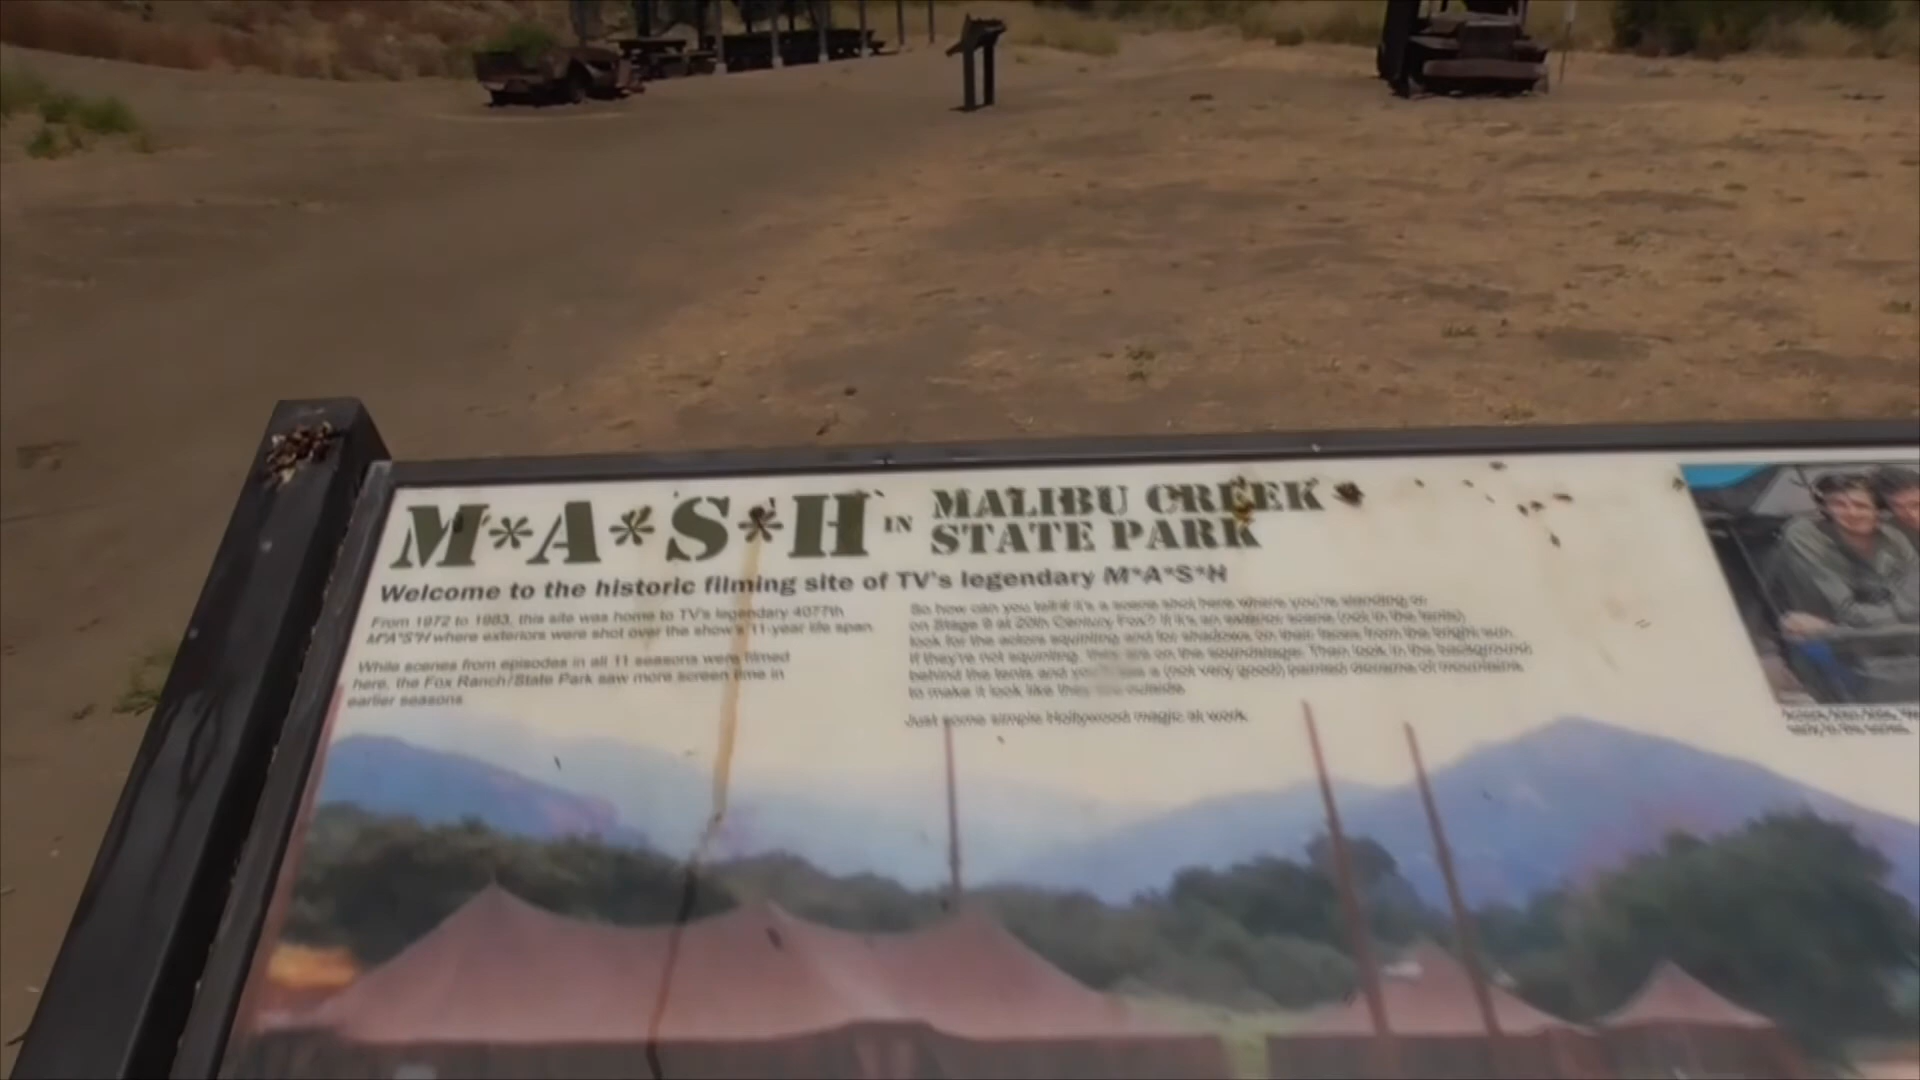 M*A*S*H IN MALIBU CREEK
STATE PARK
Welcome to the historic filming site of TV's legendary M*A*S*H
From 1972 to 1983, this site was home to TV's legendary 4077th
M*A*S*H where exteriors were shot over the show's 11-year life span.
While scenes from episodes in all 11 seasons were filmed
here, the Fox Ranch/State Park saw more screen time in
earlier seasons.
So how can you tell if it's a scene shot here where you're standing or
on Stage 9 at 20th Century Fox? If it's an exterior scene (not in the tents)
look for the actors squinting and for shadows on their faces from the bright sun.
If they're not squinting, they are on the soundstage. Then look in the background
behind the tents and you'll see a (not very good) painted diorama of mountains
to make it look like they are outside.
Just some simple Hollywood magic at work.